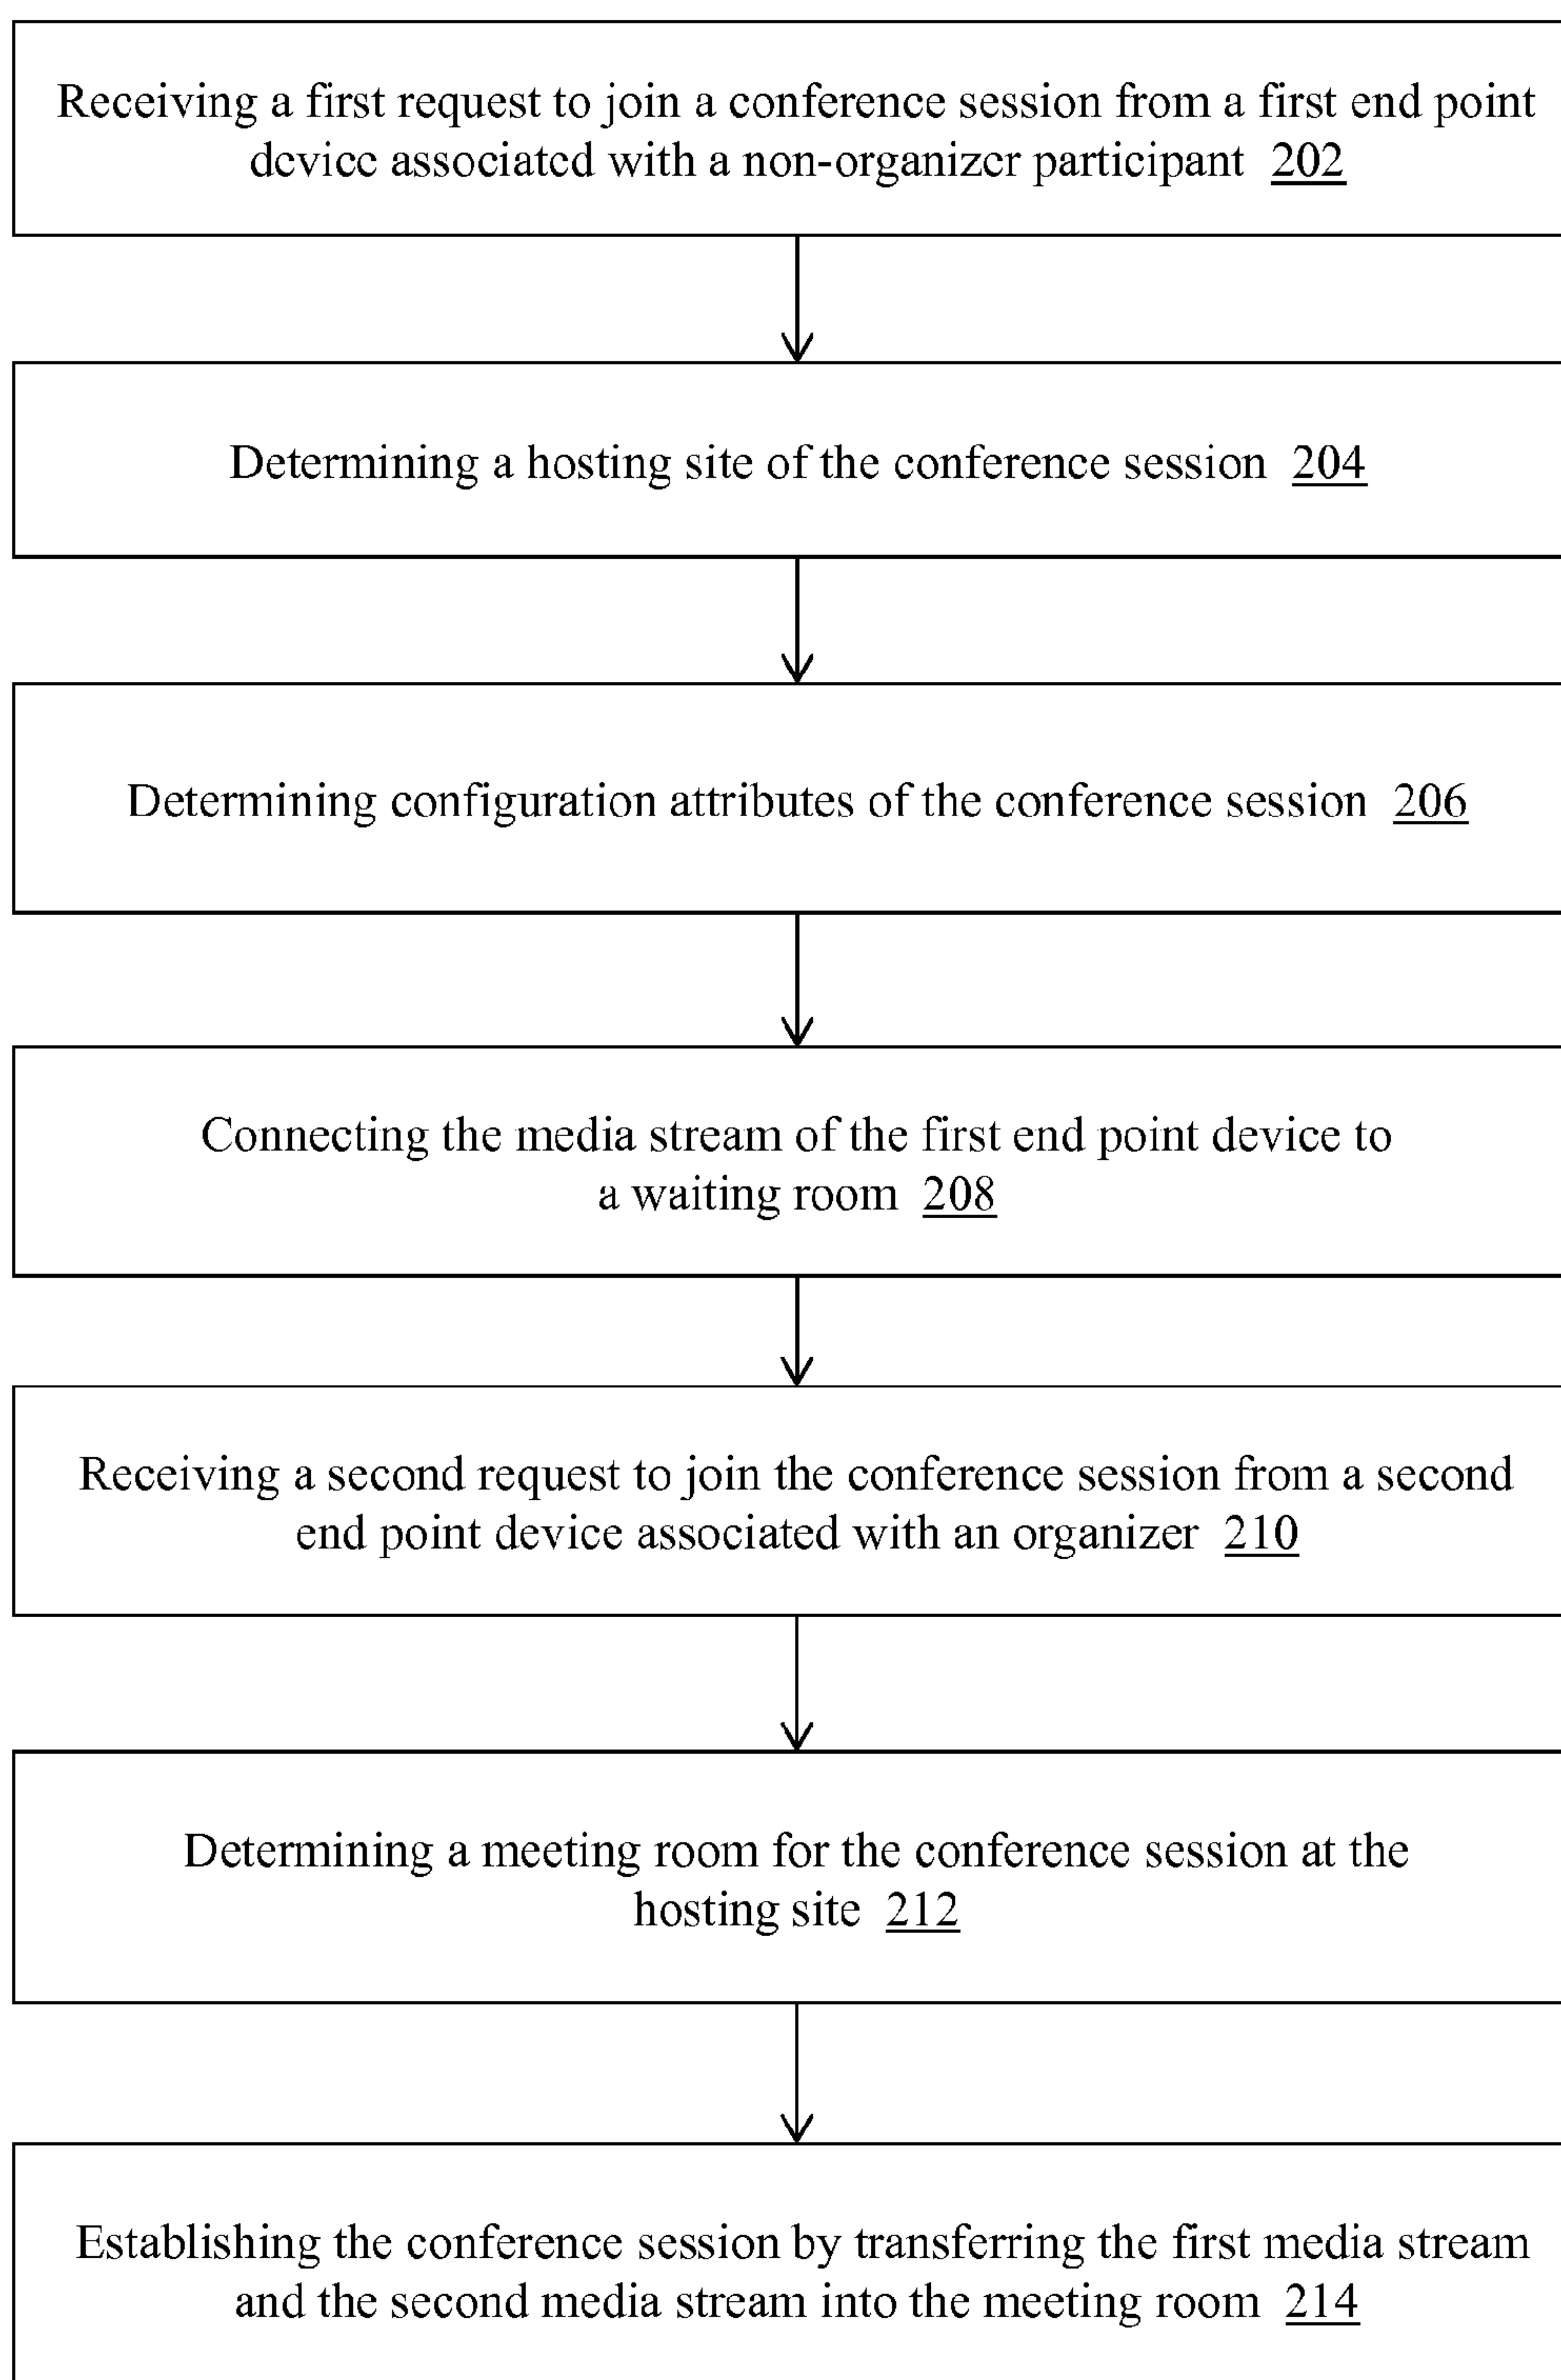 Receiving a first request to join a conference session from a first end point
device associated with a non-organizer participant 202
Determining a hosting site of the conference session 204
Determining configuration attributes of the conference session 206
Connecting the media stream of the first end point device to
a waiting room 208
Receiving a second request to join the conference session from a second
end point device associated with an organizer 210
Determining a meeting room for the conference session at the
hosting site 212
Establishing the conference session by transferring the first media stream
and the second media stream into the meeting room 214